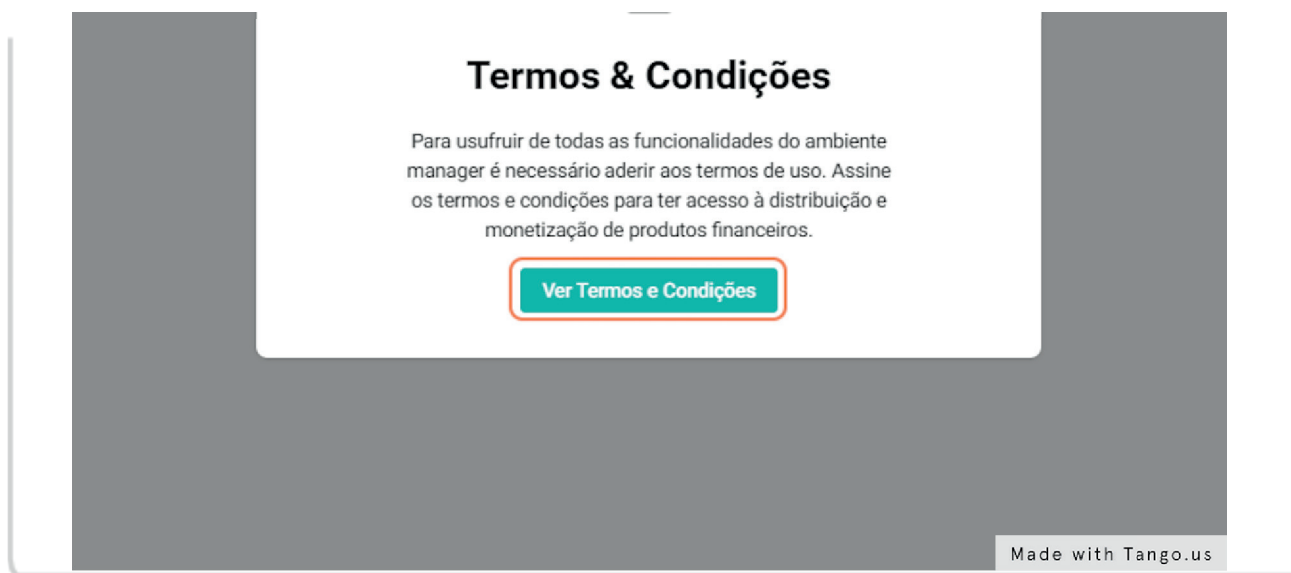 Termos & Condições
Para usufruir de todas as funcionalidades do ambiente
manager é necessário aderir aos termos de uso. Assine
os termos e condições para ter acesso à distribuição e
monetização de produtos financeiros.
Ver Termos e Condições
Made with Tango.us